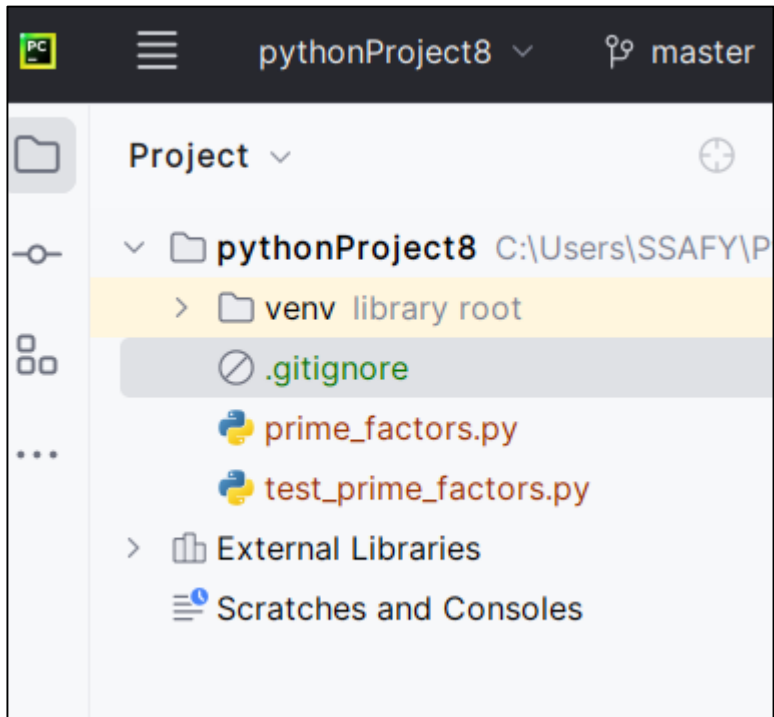 PC
pythonProject8 master
Project
pythonProject8 C:\Users\SSAFY\P
venv library root
.gitignore
prime_factors.py
test_prime_factors.py
External Libraries
Scratches and Consoles